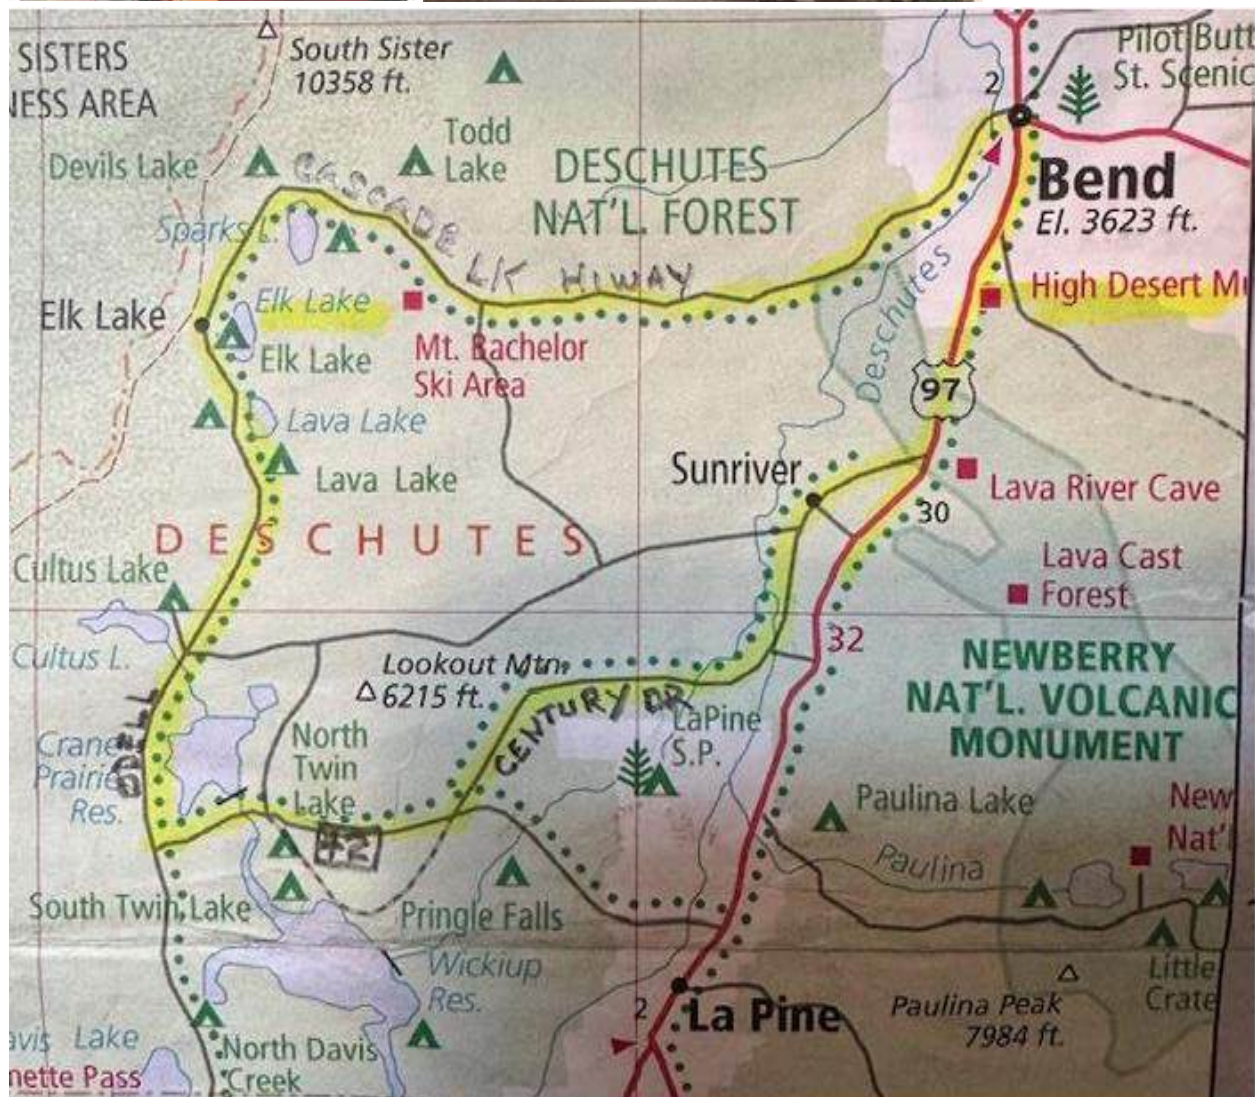 SISTERS
NESS AREA
South Sister
10358 ft.
2
Pilot Butt
St. Scenic
Devils Lake
Todd
Lake
DESCHUTES
NAT'L. FOREST
Bend
El. 3623 ft.
CASCADE LK HIWAY
Sparks L.
Elk Lake
Elk Lake
Elk Lake
High Desert Mu
Mt. Bachelor
Ski Area
Deschutes
97
Lava Lake
Lava Lake
Sunriver
Lava River Cave
30
DESCHUTES
Lava Cast
Forest
Cultus Lake
Cultus L.
32
Lookout Mtn.
6215 ft.
NEWBERRY
NAT'L. VOLCANIC
MONUMENT
CENTURY DR
LaPine
S.P.
Crane
Prairie
Res.
North
Twin
Lake
42
Paulina Lake
New
Nat'l
Paulina
South Twin Lake
Pringle Falls
Wickiup
Res.
Little
Crate
2
La Pine
Paulina Peak
7984 ft.
avis Lake
nette Pass
North Davis
Creek